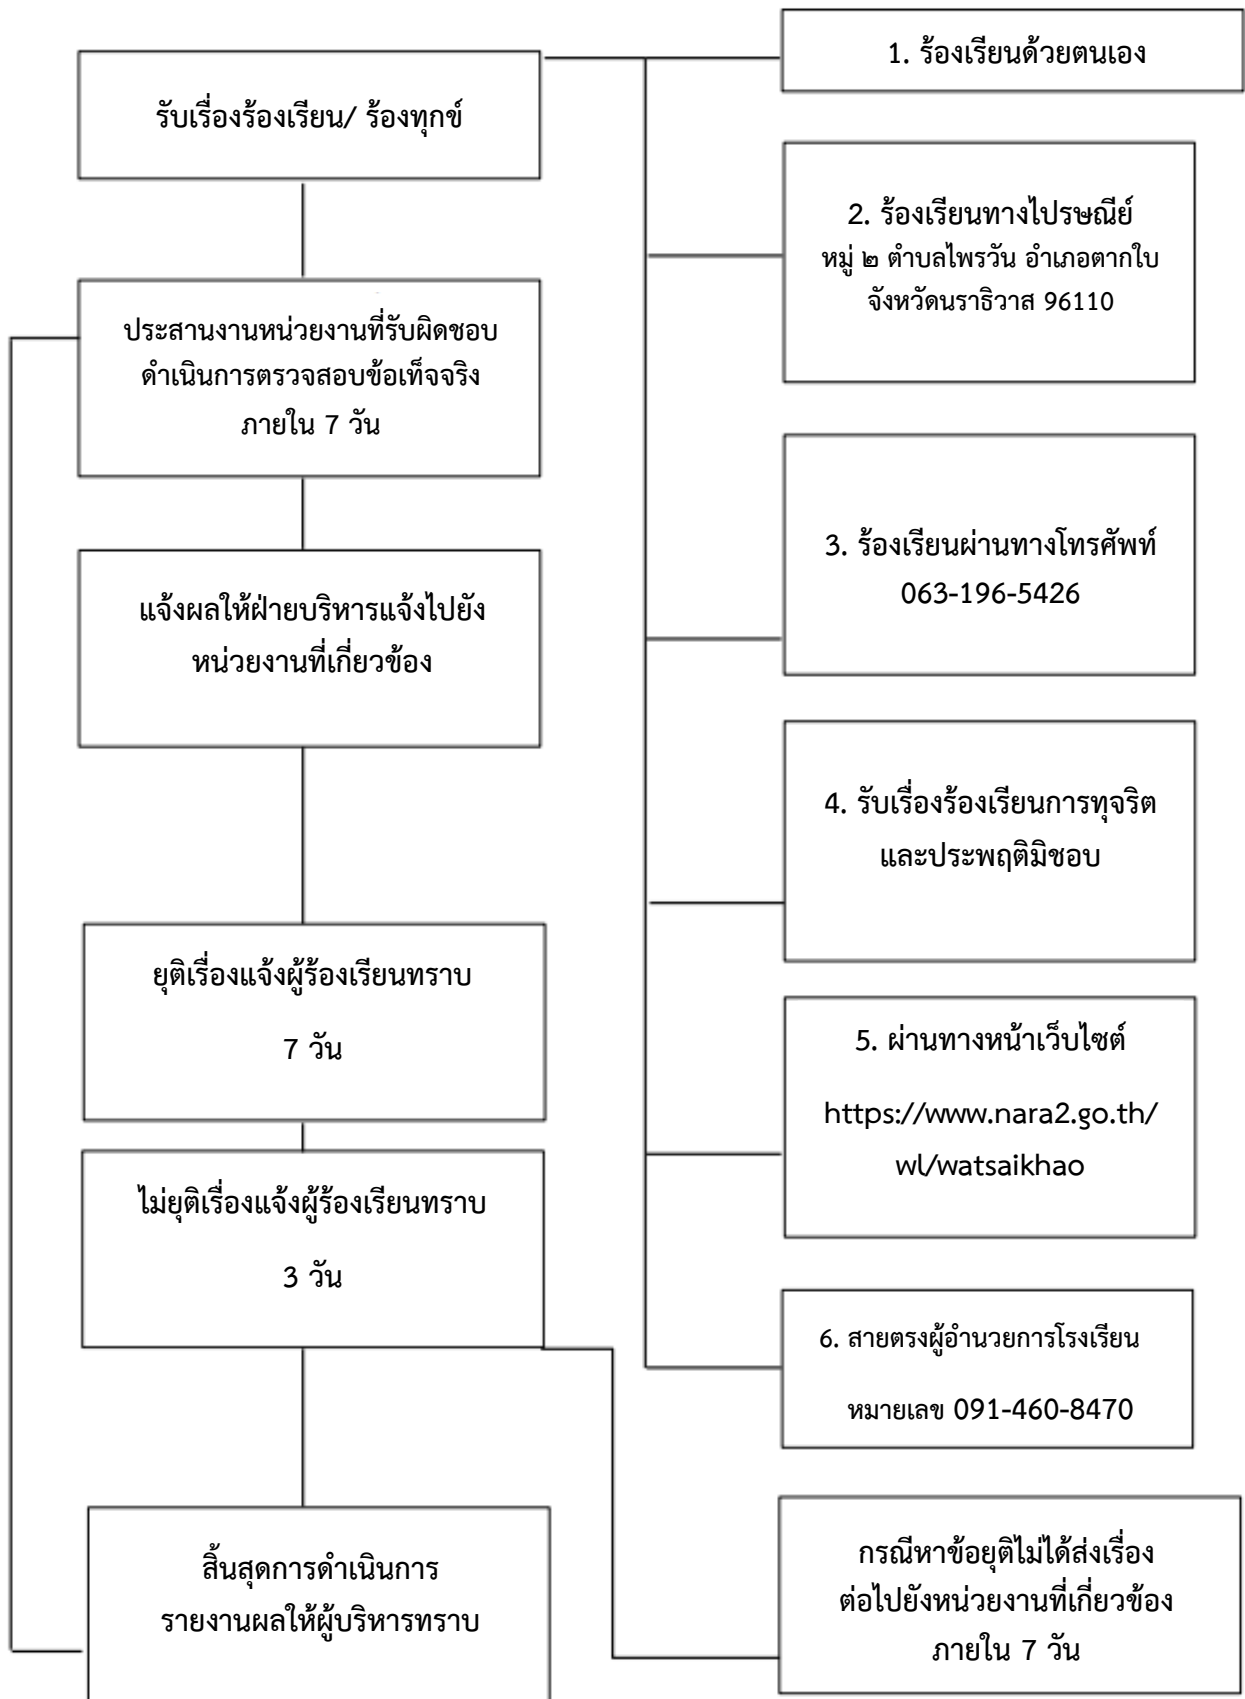 รับเรื่องร้องเรียน/ ร้องทุกข์
ประสานงานหน่วยงานที่รับผิดชอบ
ดำเนินการตรวจสอบข้อเท็จจริง
ภายใน 7 วัน
แจ้งผลให้ฝ่ายบริหารแจ้งไปยัง
หน่วยงานที่เกี่ยวข้อง
ยุติเรื่องแจ้งผู้ร้องเรียนทราบ
7 วัน
ไม่ยุติเรื่องแจ้งผู้ร้องเรียนทราบ
3 วัน
สิ้นสุดการดำเนินการ
รายงานผลให้ผู้บริหารทราบ
1. ร้องเรียนด้วยตนเอง
2. ร้องเรียนทางไปรษณีย์
หมู่ ๒ ตำบลไพรวัน อำเภอตากใบ
จังหวัดนราธิวาส 96110
3. ร้องเรียนผ่านทางโทรศัพท์
063-196-5426
4. รับเรื่องร้องเรียนการทุจริต
และประพฤติมิชอบ
5. ผ่านทางหน้าเว็บไซต์
https://www.nara2.go.th/
wl/watsaikhao
6. สายตรงผู้อำนวยการโรงเรียน
หมายเลข 091-460-8470
กรณีหาข้อยุติไม่ได้ส่งเรื่อง
ต่อไปยังหน่วยงานที่เกี่ยวข้อง
ภายใน 7 วัน